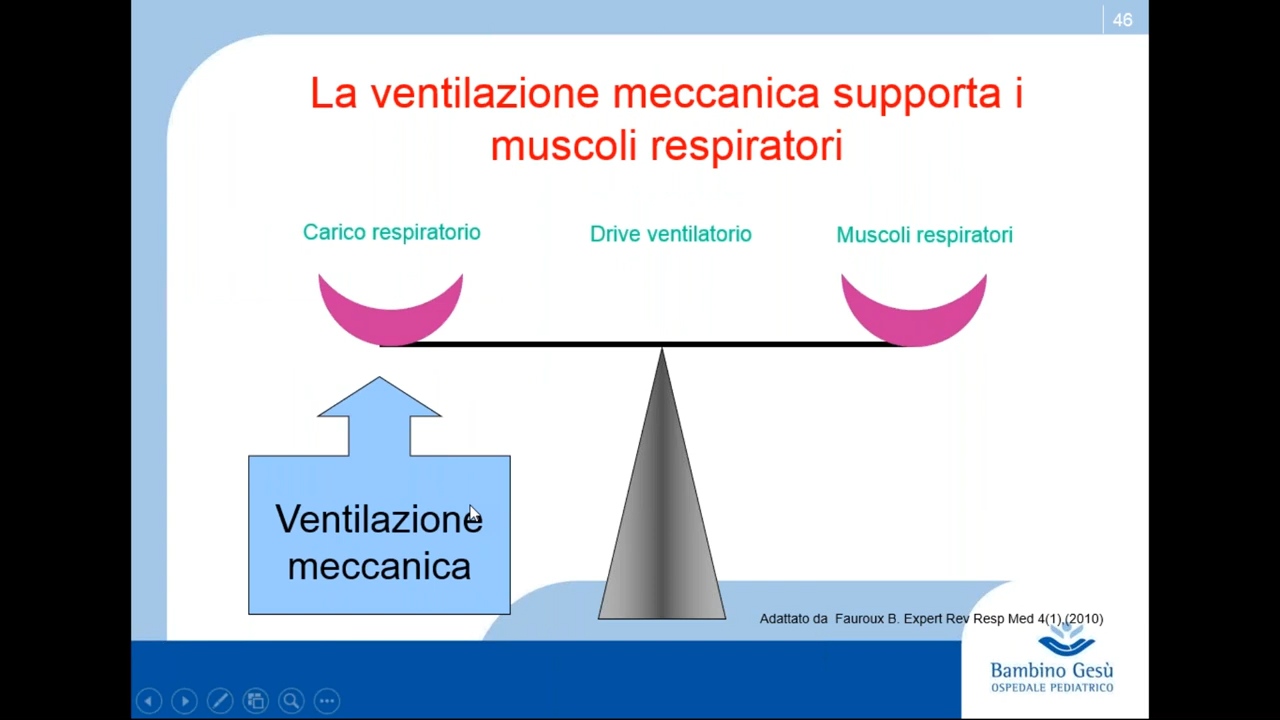 46
La ventilazione meccanica supporta i
muscoli respiratori
Carico respiratorio
Drive ventilatorio
Muscoli respiratori
Ventilazione
meccanica
Adattato da Fauroux B. Expert Rev Resp Med 4(1),(2010)
Bambino Gesù
OSPEDALE PEDIATRICO